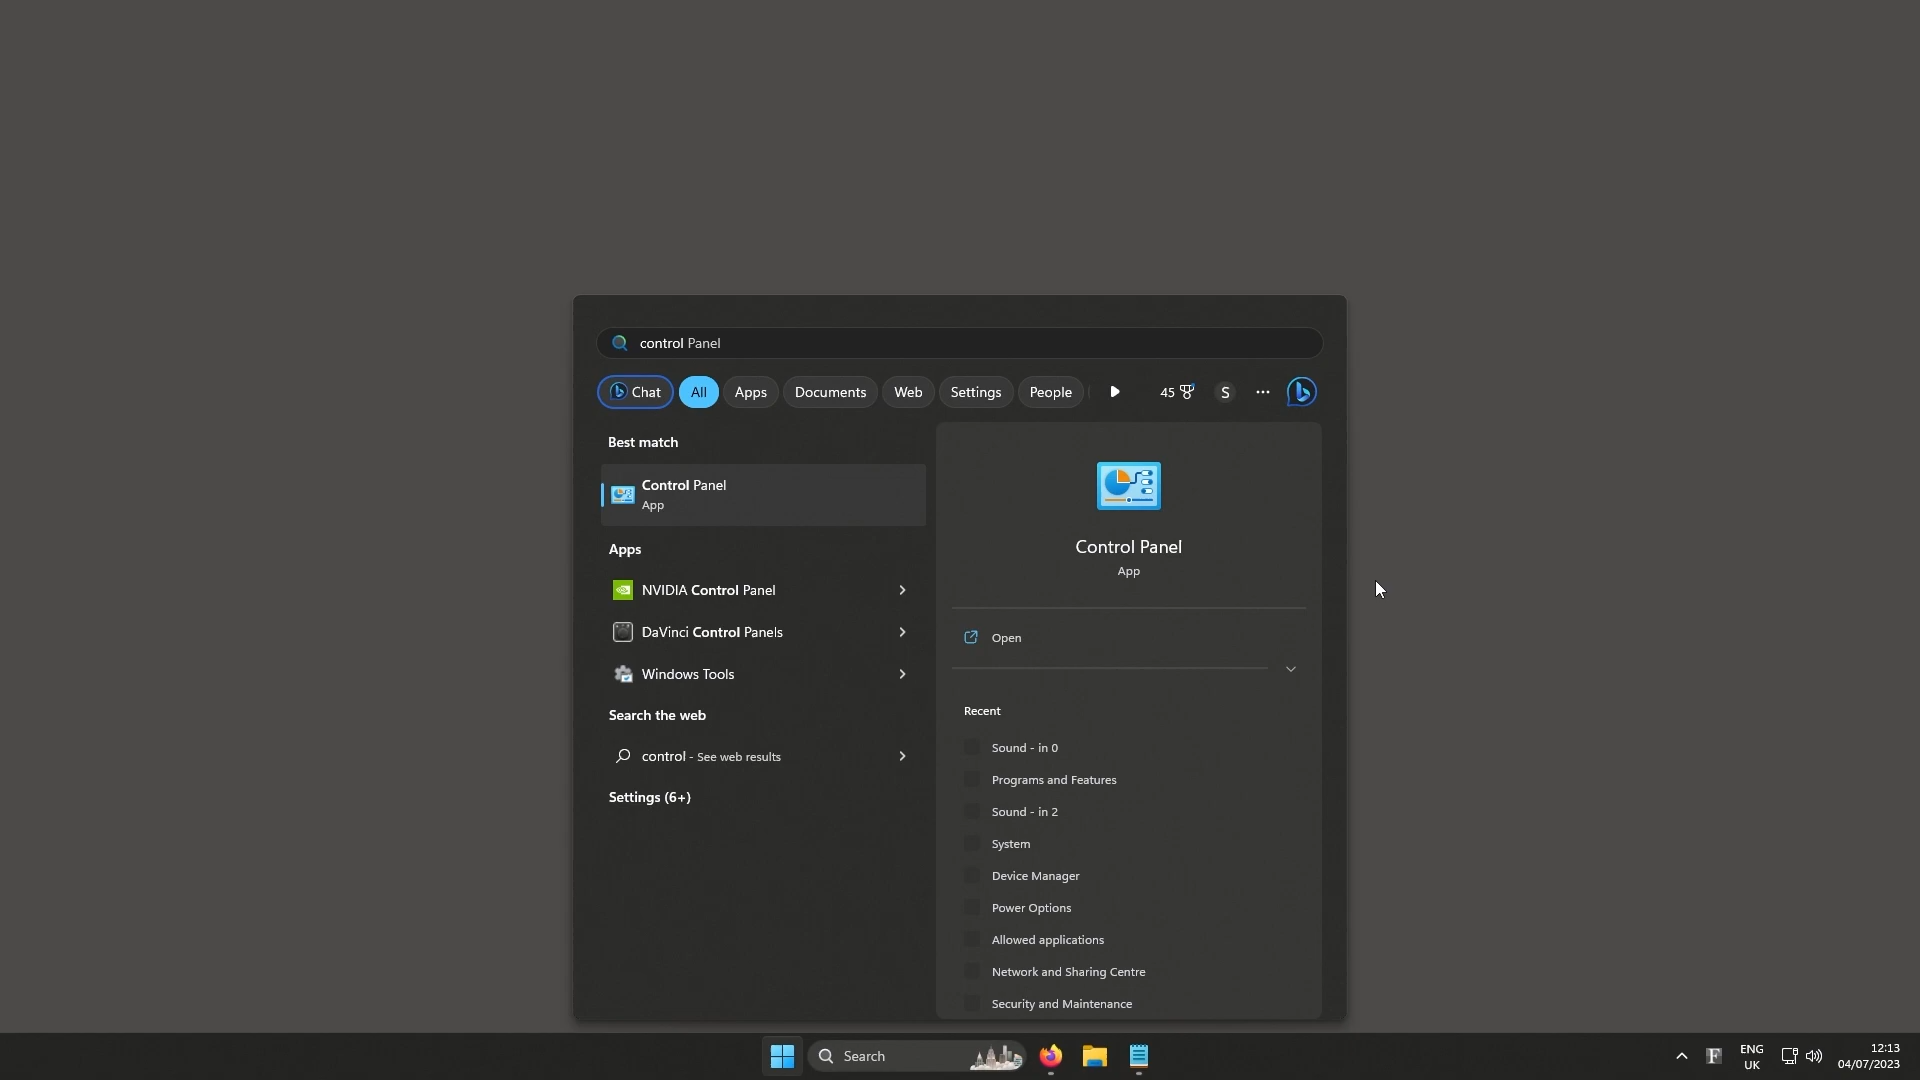 control Panel
Chat All Apps Documents Web Settings People 45 S
Best match
Control Panel
App
Apps
NVIDIA Control Panel
DaVinci Control Panels
Windows Tools
Search the web
control - See web results
Settings (6+)
Control Panel
App
Open
Recent
Sound - in 0
Programs and Features
Sound - in 2
System
Device Manager
Power Options
Allowed applications
Network and Sharing Centre
Security and Maintenance
Search
F
ENG
UK
12:13
04/07/2023